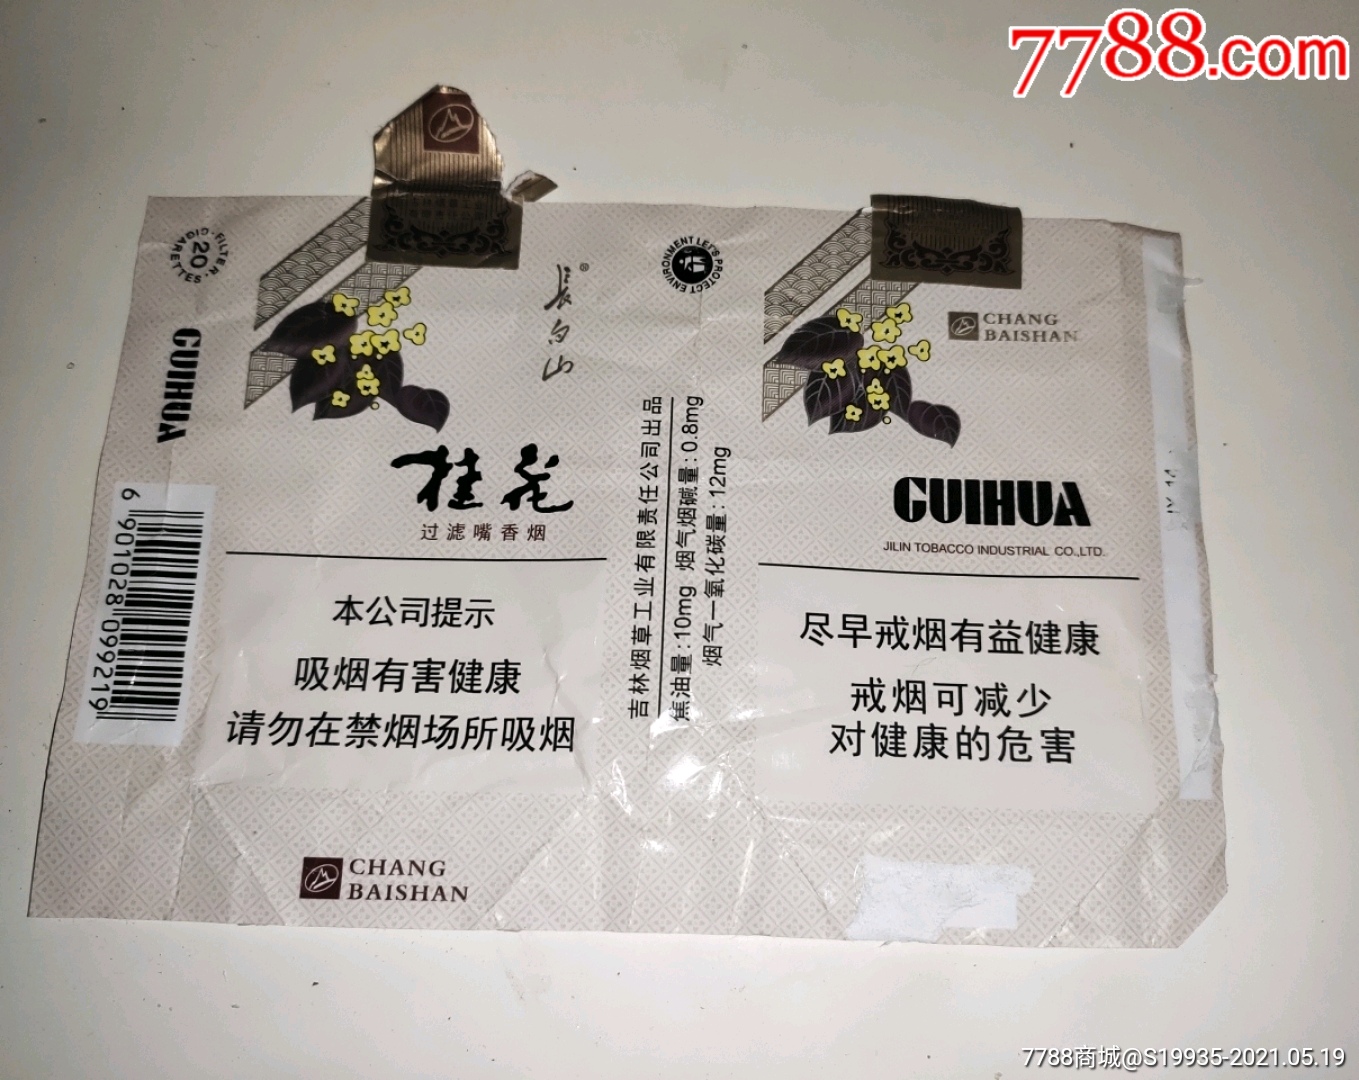 7788.com
FILTER·CIGARETTES·
20
GUIHUA
6 901028 099219
长白山®
桂花
过滤嘴香烟
本公司提示
吸烟有害健康
请勿在禁烟场所吸烟
CHANG
BAISHAN
LET'S PROTECT ENVIRONMENT
吉林烟草工业有限责任公司出品
焦油量:10mg 烟气烟碱量:0.8mg
烟气一氧化碳量:12mg
CHANG
BAISHAN
GUIHUA
JILIN TOBACCO INDUSTRIAL CO.,LTD.
尽早戒烟有益健康
戒烟可减少
对健康的危害
7788商城@S19935-2021.05.19